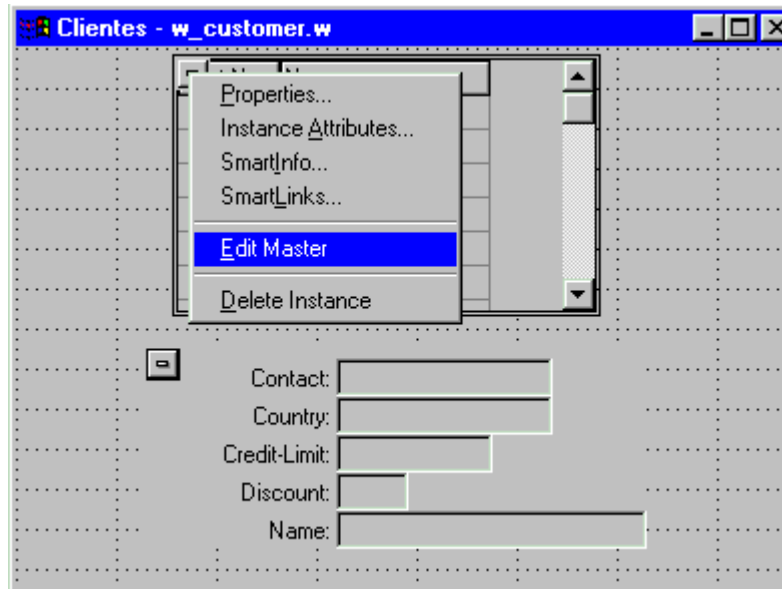 Clientes - w_customer.w
Properties...
Instance Attributes...
SmartInfo...
SmartLinks...
Edit Master
Delete Instance
Contact:
Country:
Credit-Limit:
Discount:
Name: